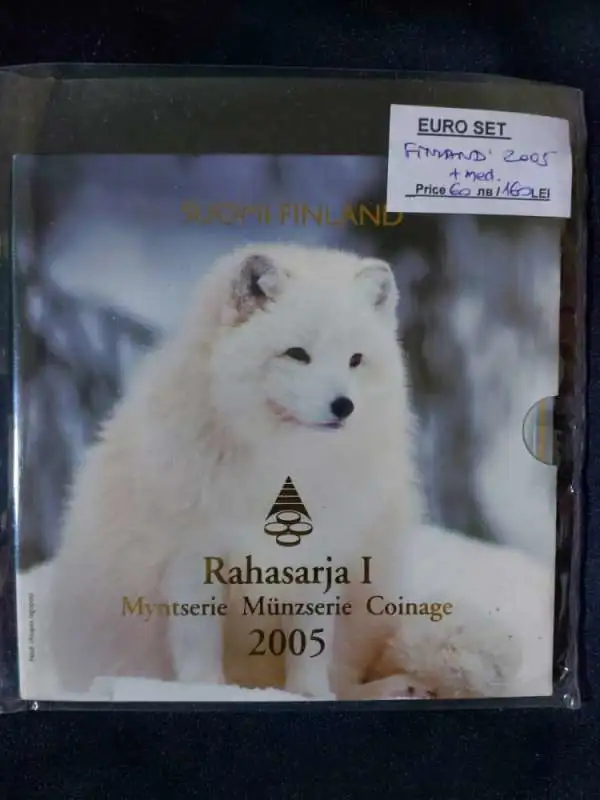 EURO SET
FINLAND' 2005
+ med.
Price 60 лв / 160 LEI
SUOMI FINLAND
Rahasarja I
Myntserie Münzserie Coinage
2005